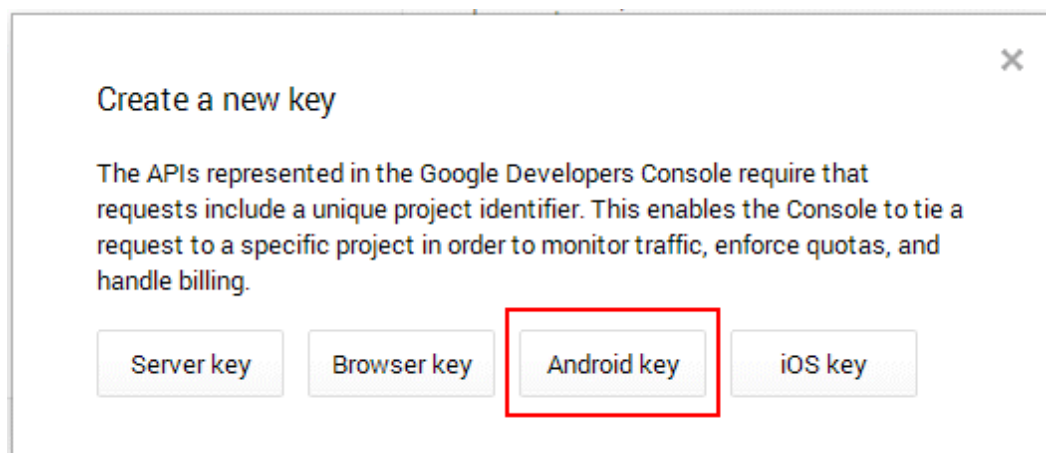 Create a new key
The APIs represented in the Google Developers Console require that
requests include a unique project identifier. This enables the Console to tie a
request to a specific project in order to monitor traffic, enforce quotas, and
handle billing.
Server key
Browser key
Android key
iOS key